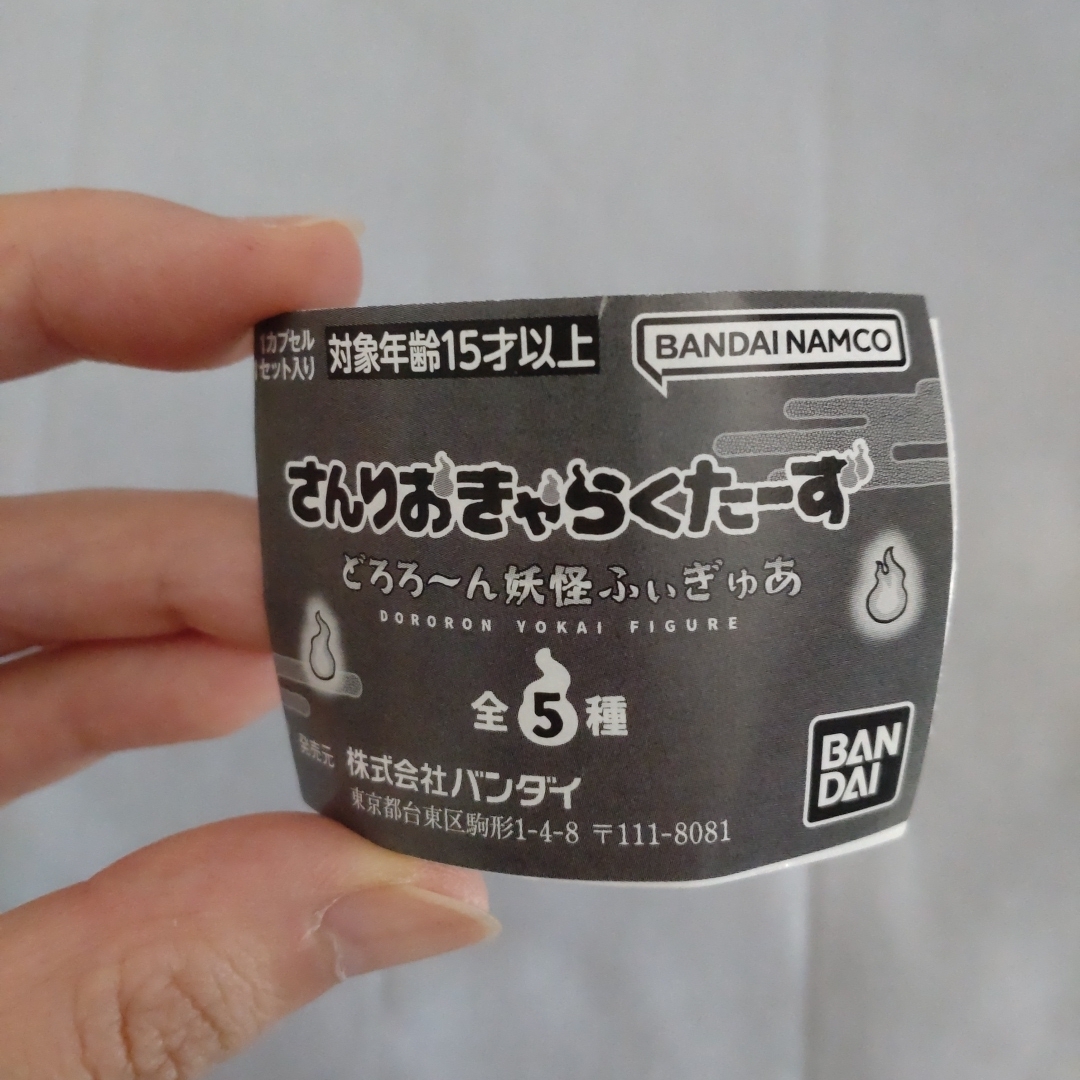 1カプセル
1セット入り
対象年齢15才以上
BANDAI NAMCO
さんりおきゃらくたーず
どろろ～ん妖怪ふぃぎゅあ
DORORON YOKAI FIGURE
全5種
発売元 株式会社バンダイ
東京都台東区駒形1-4-8 〒111-8081
BAN
DAI